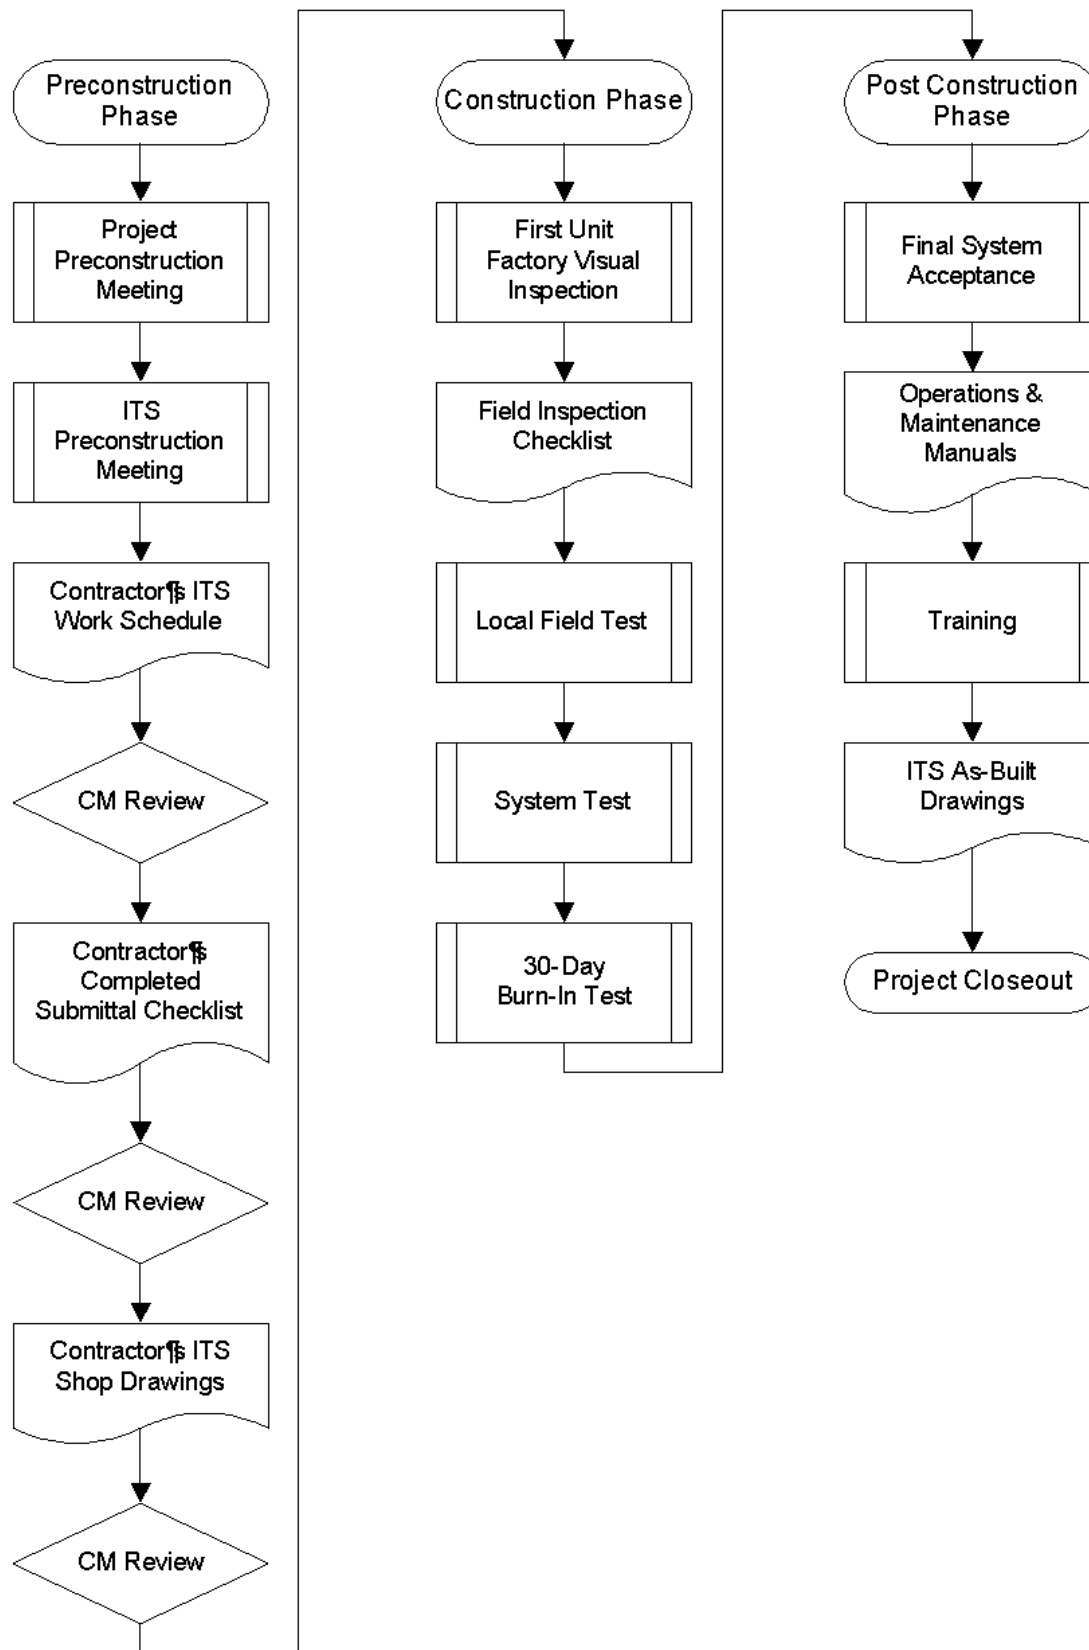 Preconstruction
Phase
Project
Preconstruction
Meeting
ITS
Preconstruction
Meeting
Contractor¶s ITS
Work Schedule
CM Review
Contractor¶s
Completed
Submittal Checklist
CM Review
Contractor¶s ITS
Shop Drawings
CM Review
Construction Phase
First Unit
Factory Visual
Inspection
Field Inspection
Checklist
Local Field Test
System Test
30-Day
Burn-In Test
Post Construction
Phase
Final System
Acceptance
Operations &
Maintenance
Manuals
Training
ITS As-Built
Drawings
Project Closeout